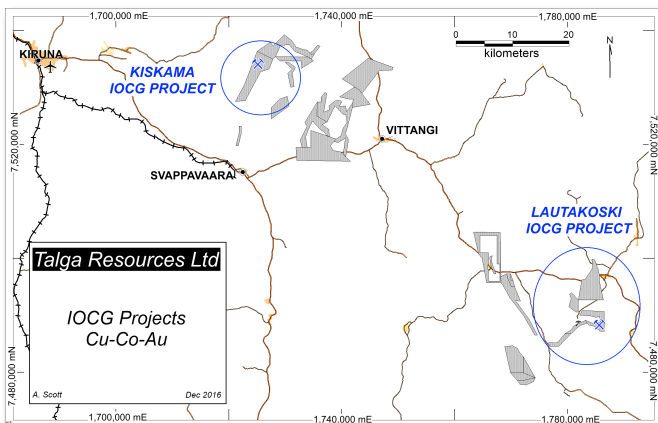 1,700,000 mE
1,740,000 mE
1,780,000 mE
KIRUNA
KISKAMA
IOCG PROJECT
0
10
20
kilometers
N
7,520,000 mN
VITTANGI
7,520,000 mN
SVAPPAVAARA
LAUTAKOSKI
IOCG PROJECT
Talga Resources Ltd
IOCG Projects
Cu-Co-Au
A. Scott
Dec 2016
7,480,000 mN
7,480,000 mN
1,700,000 mE
1,740,000 mE
1,780,000 mE